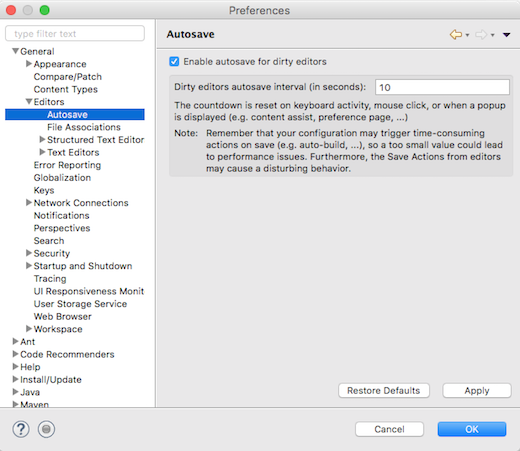 Preferences
type filter text
General
Appearance
Compare/Patch
Content Types
Editors
Autosave
File Associations
Structured Text Editor
Text Editors
Error Reporting
Globalization
Keys
Network Connections
Notifications
Perspectives
Search
Security
Startup and Shutdown
Tracing
UI Responsiveness Monit
User Storage Service
Web Browser
Workspace
Ant
Code Recommenders
Help
Install/Update
Java
Maven
Autosave
Enable autosave for dirty editors
Dirty editors autosave interval (in seconds): 10
The countdown is reset on keyboard activity, mouse click, or when a popup
is displayed (e.g. content assist, preference page, ...)
Note: Remember that your configuration may trigger time-consuming
actions on save (e.g. auto-build, ...), so a too small value could lead
to performance issues. Furthermore, the Save Actions from editors
may cause a disturbing behavior.
Restore Defaults Apply
? Cancel OK